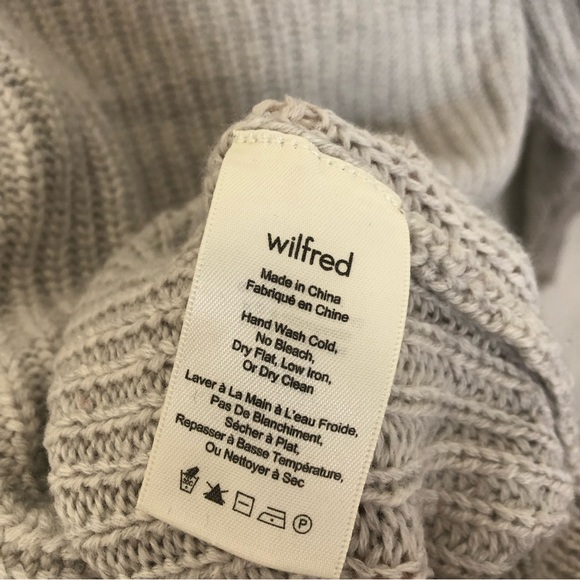 wilfred
Made in China
Fabriqué en Chine
Hand Wash Cold,
No Bleach,
Dry Flat, Low Iron,
Or Dry Clean
Laver à La Main à L'eau Froide,
Pas De Blanchiment,
Sécher à Plat,
Repasser à Basse Température,
Ou Nettoyer à Sec
P